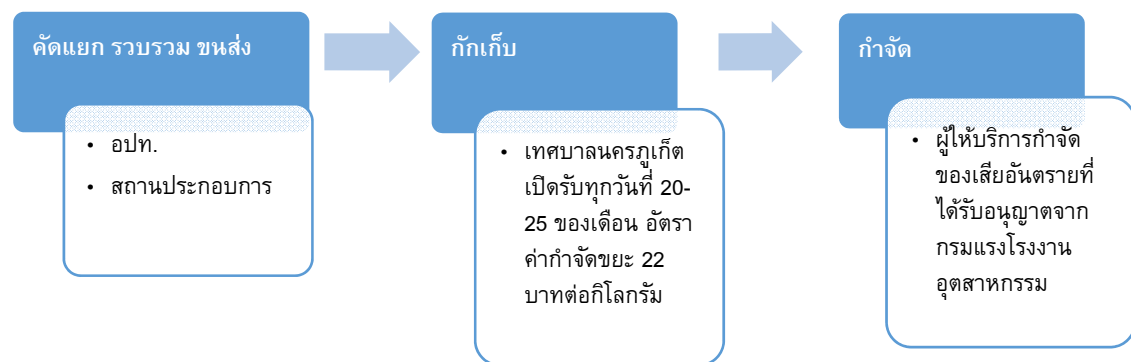 คัดแยก รวบรวม ขนส่ง
• อปท.
• สถานประกอบการ
กักเก็บ
• เทศบาลนครภูเก็ต
เปิดรับทุกวันที่ 20-
25 ของเดือน อัตรา
ค่ากำจัดขยะ 22
บาทต่อกิโลกรัม
กำจัด
• ผู้ให้บริการกำจัด
ของเสียอันตรายที่
ได้รับอนุญาตจาก
กรมแรงโรงงาน
อุตสาหกรรม